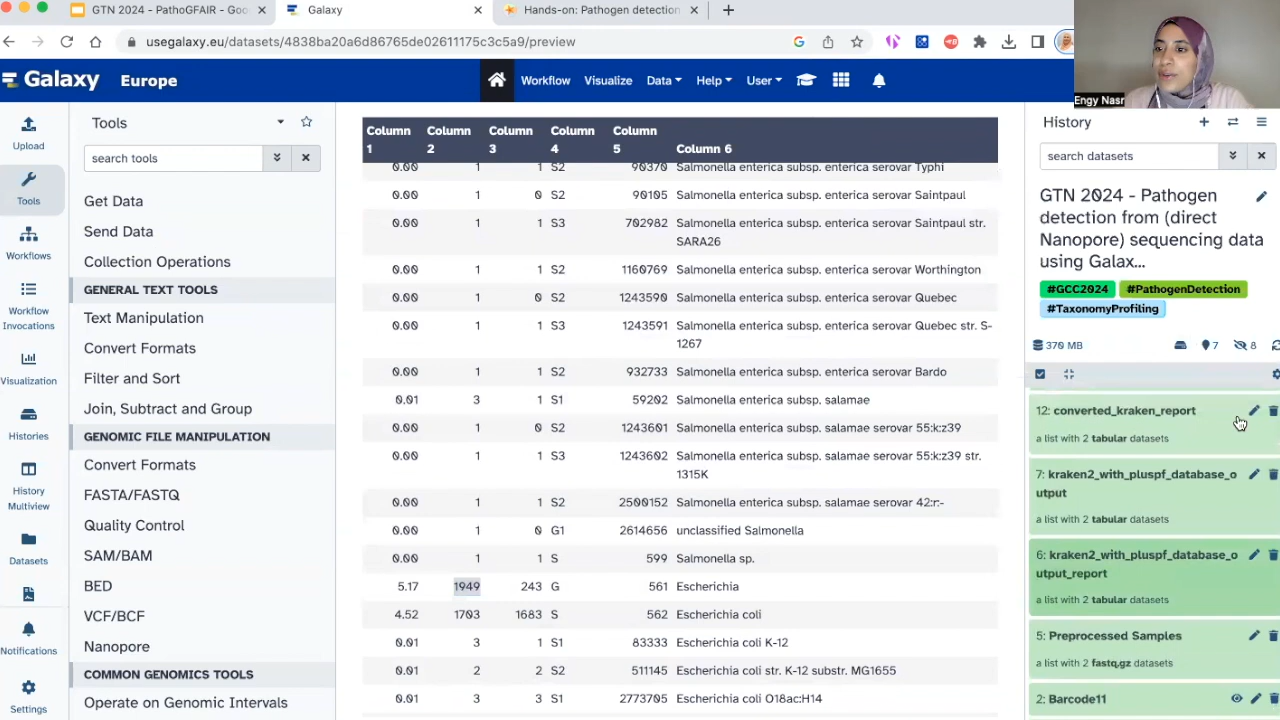 GTN 2024 - PathoGFAIR - Goo
Galaxy
Hands-on: Pathogen detection
usegalaxy.eu/datasets/4838ba20a6d86765de02611175c3c5a9/preview
Galaxy Europe
Workflow Visualize Data Help User
Engy Nasr
Upload
Tools
Workflows
Workflow
Invocations
Visualization
Histories
History
Multiview
Datasets
Notifications
Settings
Tools
search tools
Get Data
Send Data
Collection Operations
GENERAL TEXT TOOLS
Text Manipulation
Convert Formats
Filter and Sort
Join, Subtract and Group
GENOMIC FILE MANIPULATION
Convert Formats
FASTA/FASTQ
Quality Control
SAM/BAM
BED
VCF/BCF
Nanopore
COMMON GENOMICS TOOLS
Operate on Genomic Intervals
Column 1 Column 2 Column 3 Column 4 Column 5 Column 6
0.00 1 1 S2 90370 Salmonella enterica subsp. enterica serovar Typhi
0.00 1 0 S2 90105 Salmonella enterica subsp. enterica serovar Saintpaul
0.00 1 1 S3 702982 Salmonella enterica subsp. enterica serovar Saintpaul str.
SARA26
0.00 1 1 S2 1160769 Salmonella enterica subsp. enterica serovar Worthington
0.00 1 0 S2 1243590 Salmonella enterica subsp. enterica serovar Quebec
0.00 1 1 S3 1243591 Salmonella enterica subsp. enterica serovar Quebec str. S-
1267
0.00 1 1 S2 932733 Salmonella enterica subsp. enterica serovar Bardo
0.01 3 1 S1 59202 Salmonella enterica subsp. salamae
0.00 1 0 S2 1243601 Salmonella enterica subsp. salamae serovar 55:k:z39
0.00 1 1 S3 1243602 Salmonella enterica subsp. salamae serovar 55:k:z39 str.
1315K
0.00 1 1 S2 2500152 Salmonella enterica subsp. salamae serovar 42:r:-
0.00 1 0 G1 2614656 unclassified Salmonella
0.00 1 1 S 599 Salmonella sp.
5.17 1949 243 G 561 Escherichia
4.52 1703 1683 S 562 Escherichia coli
0.01 3 1 S1 83333 Escherichia coli K-12
0.01 2 2 S2 511145 Escherichia coli str. K-12 substr. MG1655
0.01 3 3 S1 2773705 Escherichia coli O18ac:H14
History
search datasets
GTN 2024 - Pathogen
detection from (direct
Nanopore) sequencing data
using Galax...
#GCC2024 #PathogenDetection
#TaxonomyProfiling
370 MB 7 8
12: converted_kraken_report
a list with 2 tabular datasets
7: kraken2_with_pluspf_database_o
utput
a list with 2 tabular datasets
6: kraken2_with_pluspf_database_o
utput_report
a list with 2 tabular datasets
5: Preprocessed Samples
a list with 2 fastq.gz datasets
2: Barcode11